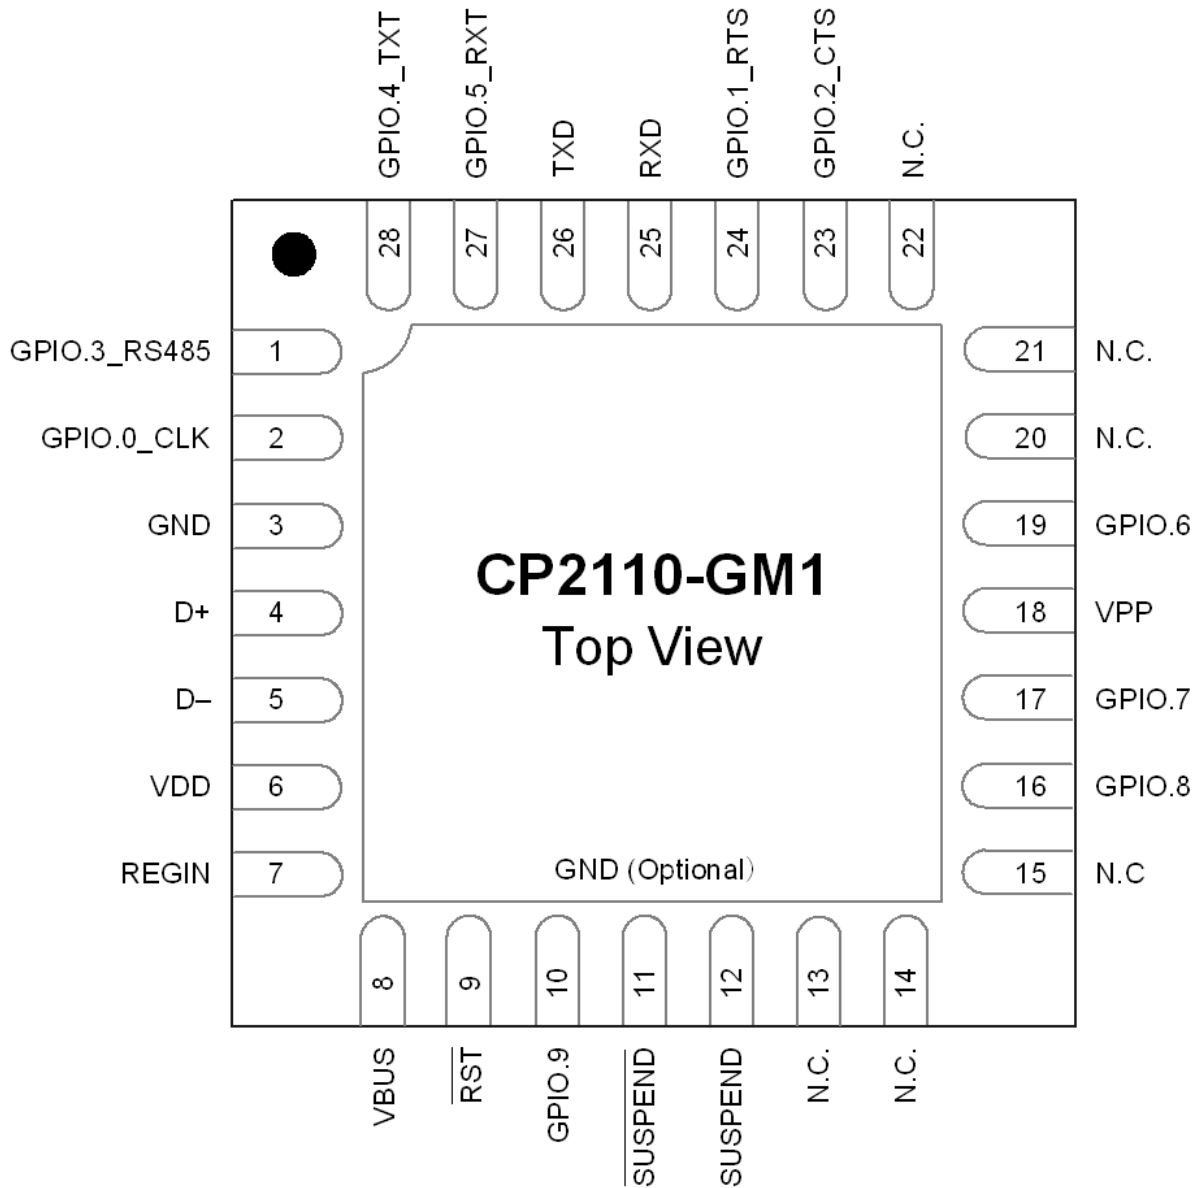 GPIO.4_TXT
GPIO.5_RXT
TXD
RXD
GPIO.1_RTS
GPIO.2_CTS
N.C.
28
27
26
25
24
23
22
GPIO.3_RS485 1
GPIO.0_CLK 2
GND 3
D+ 4
D– 5
VDD 6
REGIN 7
CP2110-GM1
Top View
GND (Optional)
21 N.C.
20 N.C.
19 GPIO.6
18 VPP
17 GPIO.7
16 GPIO.8
15 N.C
8
9
10
11
12
13
14
VBUS
R̅S̅T̅
GPIO.9
S̅U̅S̅P̅E̅N̅D̅
SUSPEND
N.C.
N.C.